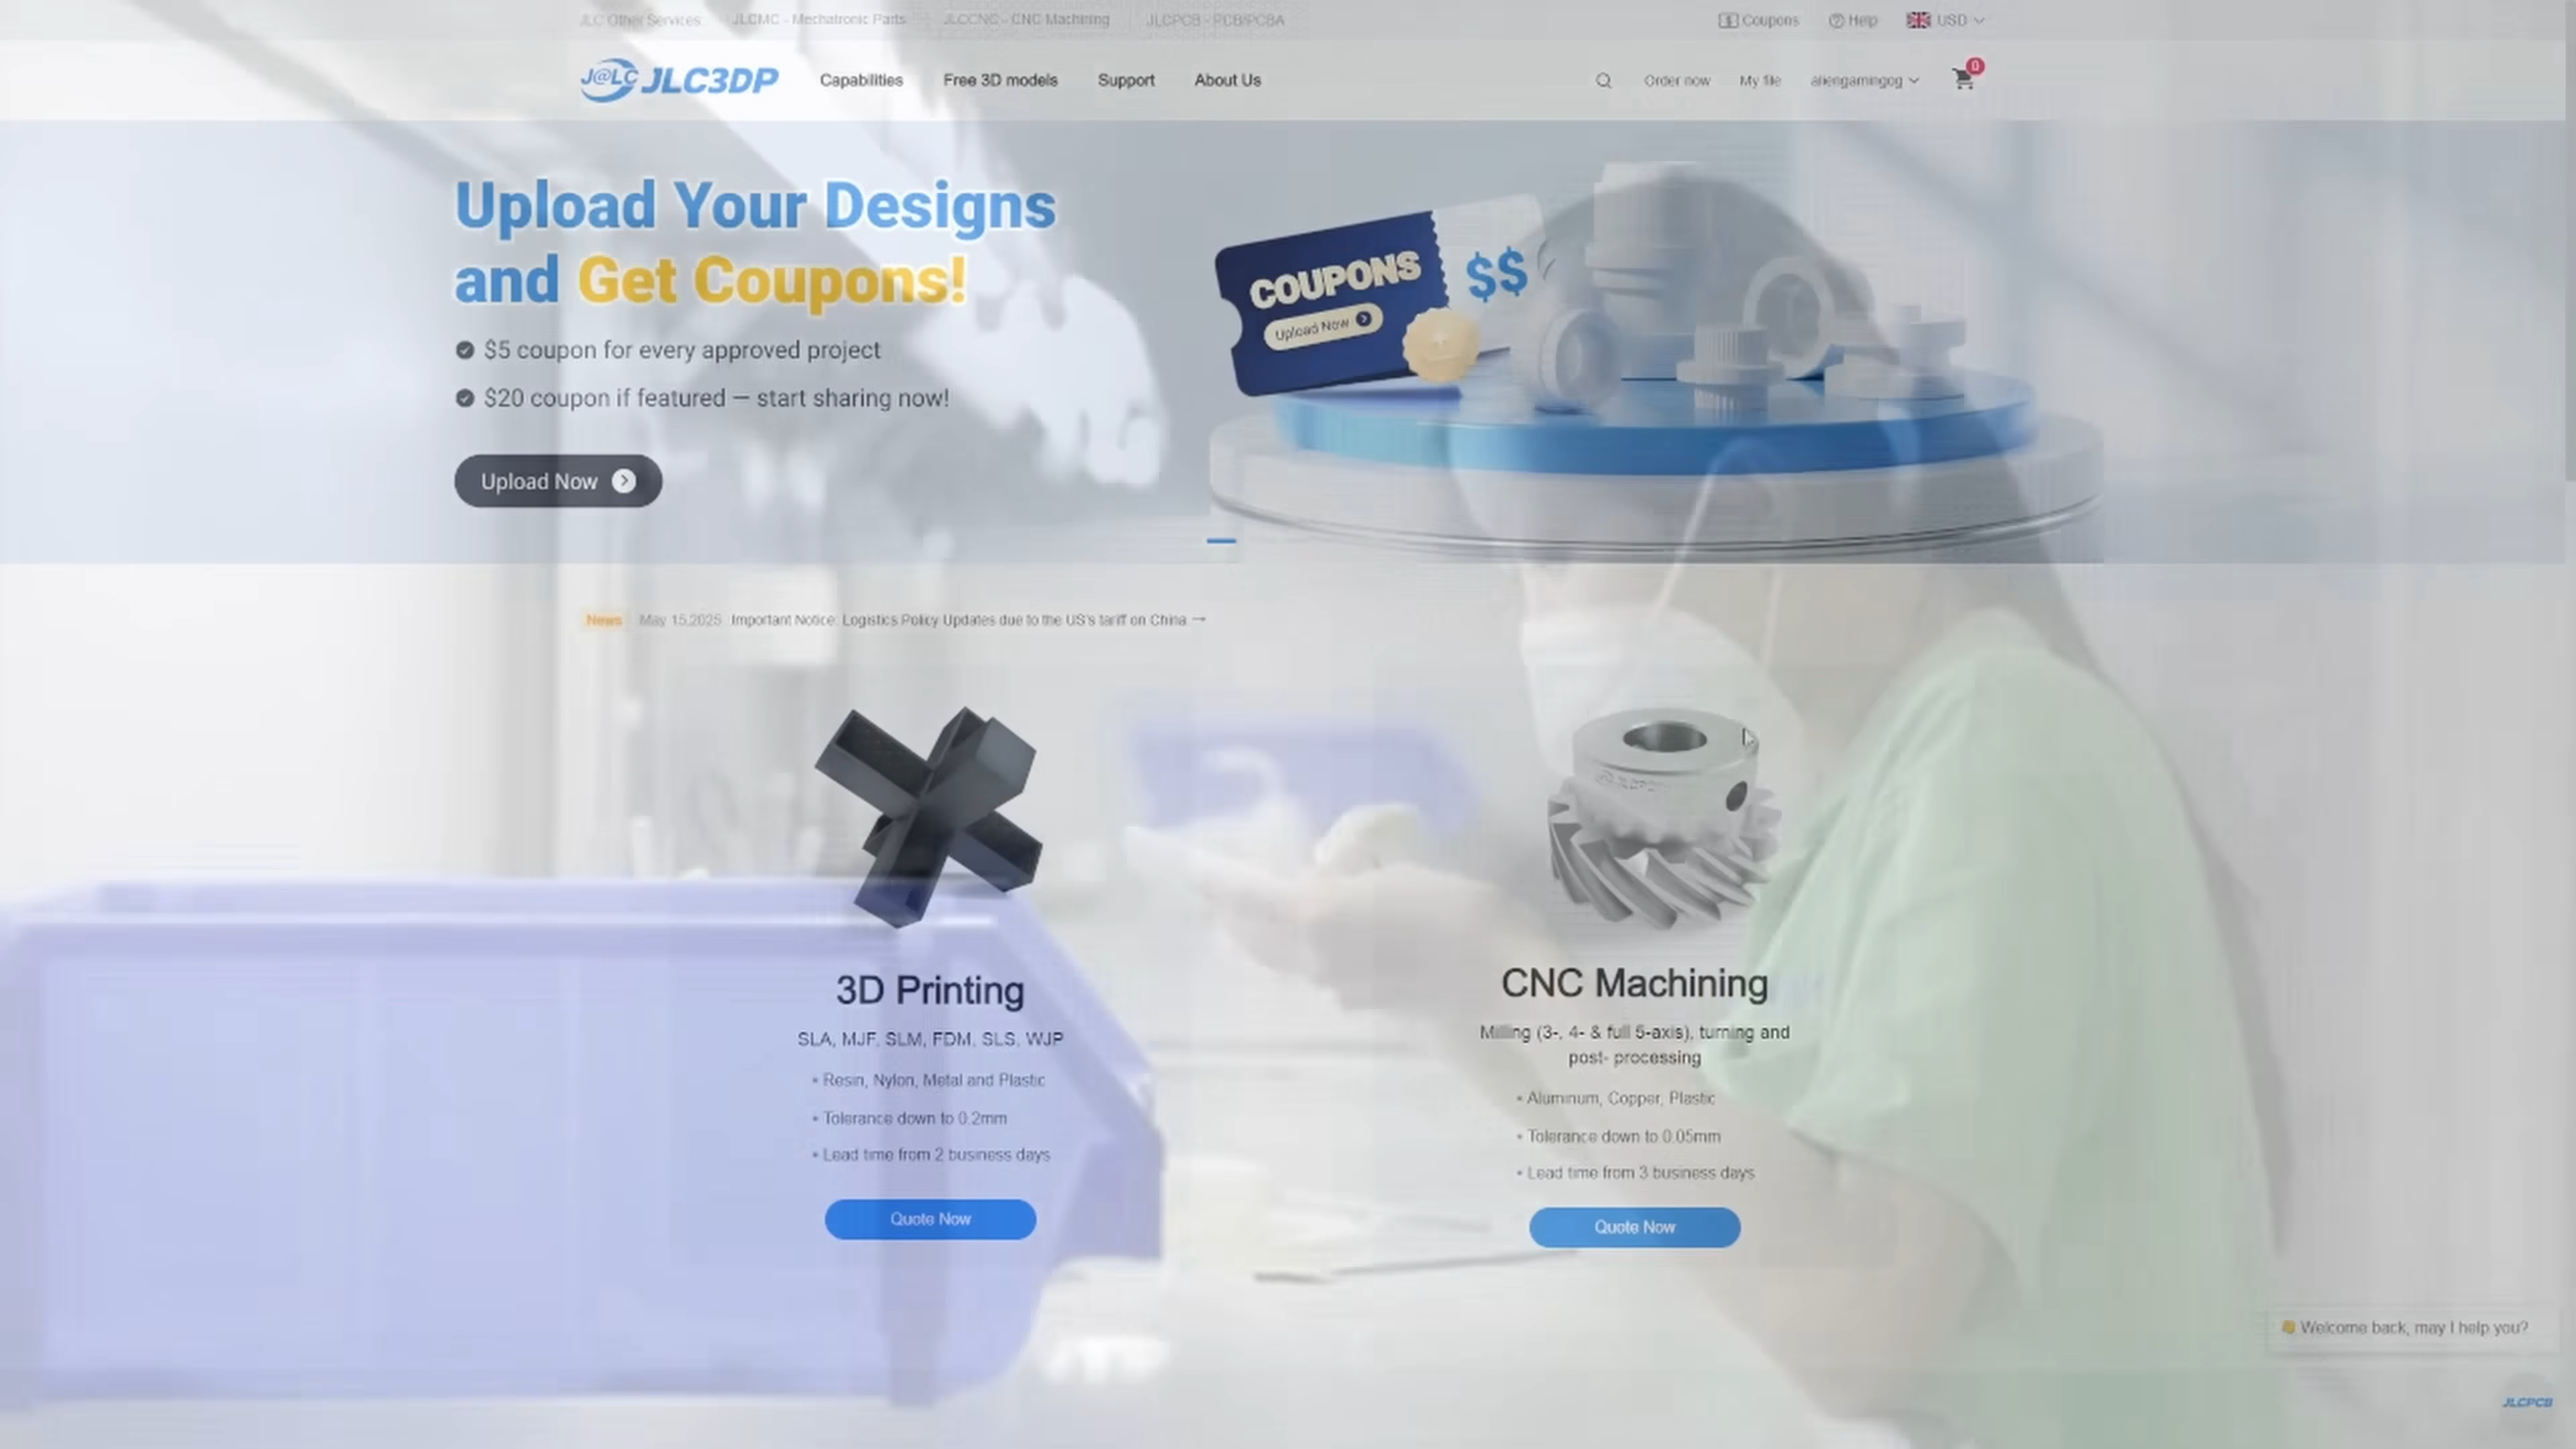 JLC Other Services: JLCMC - Mechatronic Parts JLCCNC - CNC Machining JLCPCB - PCB/PCBA Coupons Help USD
J@LC JLC3DP Capabilities Free 3D models Support About Us Order now My file aliengamingog 0
Upload Your Designs
and Get Coupons!
$5 coupon for every approved project
$20 coupon if featured – start sharing now!
Upload Now
COUPONS $$
Upload Now
News May 15,2025 Important Notice: Logistics Policy Updates due to the US's tariff on China →
3D Printing
SLA, MJF, SLM, FDM, SLS, WJP
• Resin, Nylon, Metal and Plastic
• Tolerance down to 0.2mm
• Lead time from 2 business days
Quote Now
CNC Machining
Milling (3-, 4- & full 5-axis), turning and
post- processing
• Aluminum, Copper, Plastic
• Tolerance down to 0.05mm
• Lead time from 3 business days
Quote Now
Welcome back, may I help you?
JLCPCB